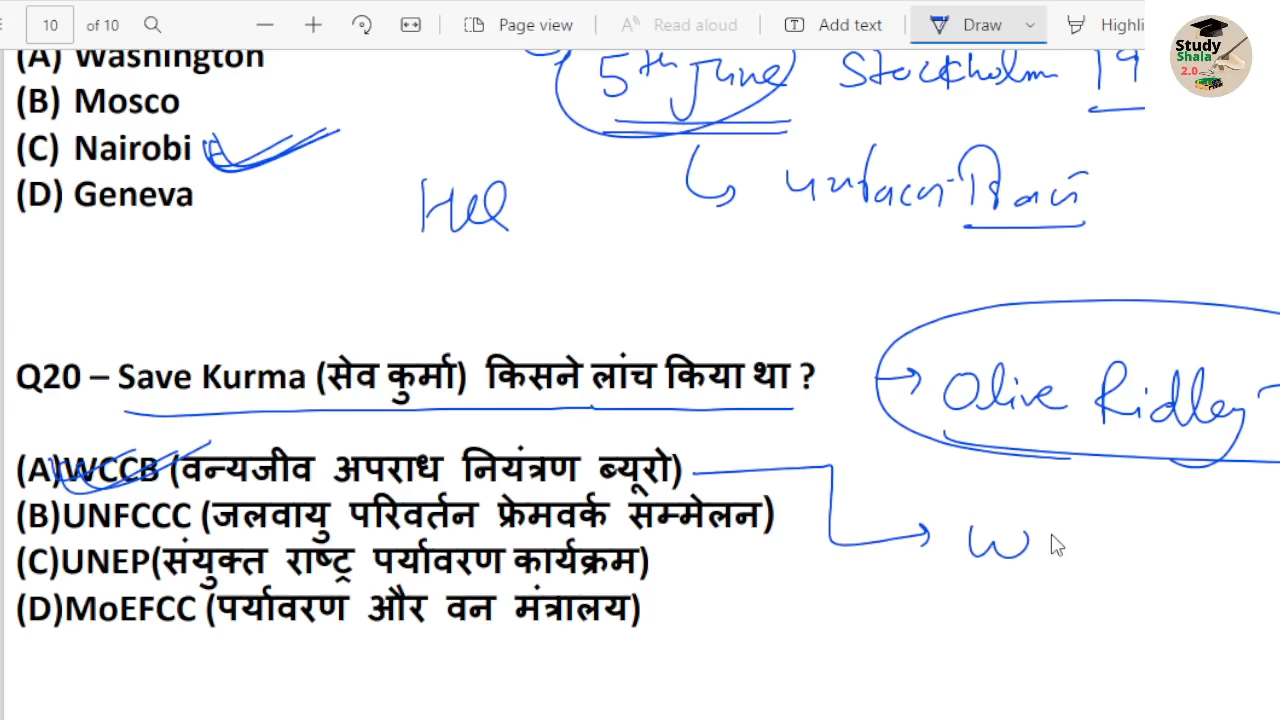 10 of 10 Page view Read aloud Add text Draw Highli
Study
Shala
2.0
(A) Washington
(B) Mosco
(C) Nairobi
(D) Geneva
5th June Stockholm 19
Hel
Q20 – Save Kurma (सेव कुर्मा) किसने लांच किया था ?
Olive Ridley
(A)WCCB (वन्यजीव अपराध नियंत्रण ब्यूरो)
(B)UNFCCC (जलवायु परिवर्तन फ्रेमवर्क सम्मेलन)
W
(C)UNEP(संयुक्त राष्ट्र पर्यावरण कार्यक्रम)
(D)MoEFCC (पर्यावरण और वन मंत्रालय)